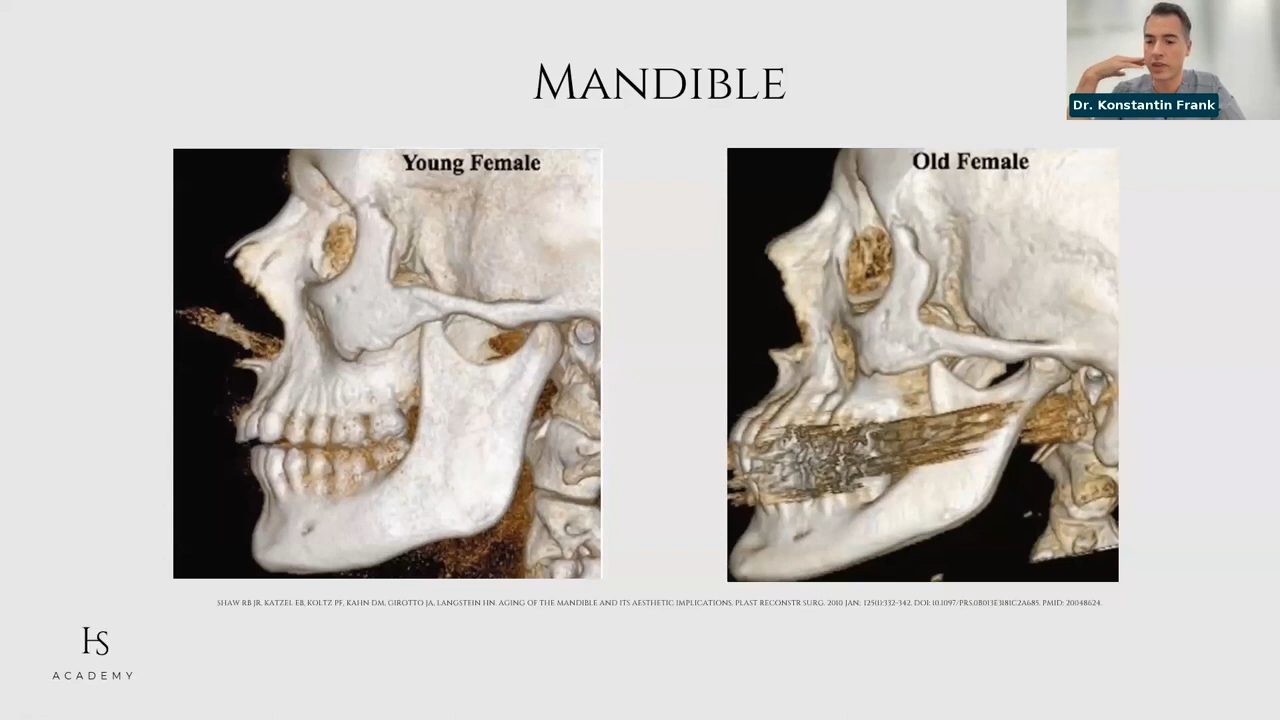 MANDIBLE
Dr. Konstantin Frank
Young Female
Old Female
SHAW RB JR, KATZEL EB, KOLTZ PF, KAHN DM, GIROTTO JA, LANGSTEIN HN. AGING OF THE MANDIBLE AND ITS AESTHETIC IMPLICATIONS. PLAST RECONSTR SURG. 2010 JAN; 125(1):332-342. DOI: 10.1097/PRS.0B013E3181C2A685. PMID: 20048624.
HS
ACADEMY